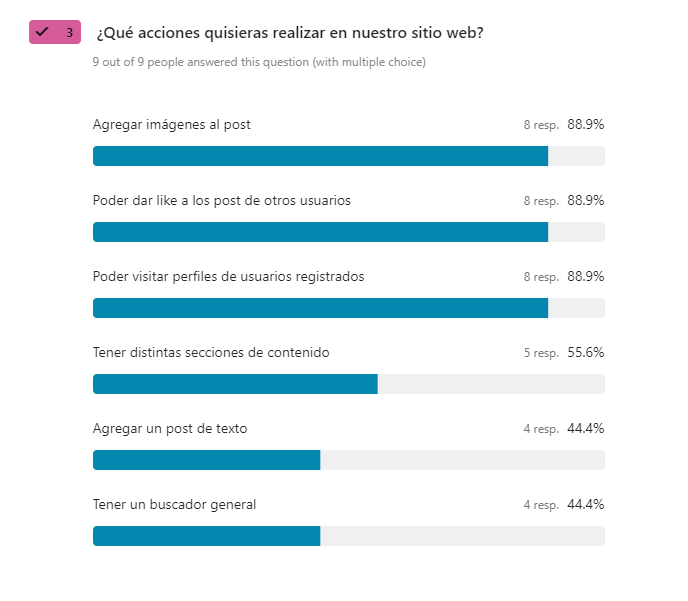 3 ¿Qué acciones quisieras realizar en nuestro sitio web?
9 out of 9 people answered this question (with multiple choice)
Agregar imágenes al post 8 resp. 88.9%
Poder dar like a los post de otros usuarios 8 resp. 88.9%
Poder visitar perfiles de usuarios registrados 8 resp. 88.9%
Tener distintas secciones de contenido 5 resp. 55.6%
Agregar un post de texto 4 resp. 44.4%
Tener un buscador general 4 resp. 44.4%